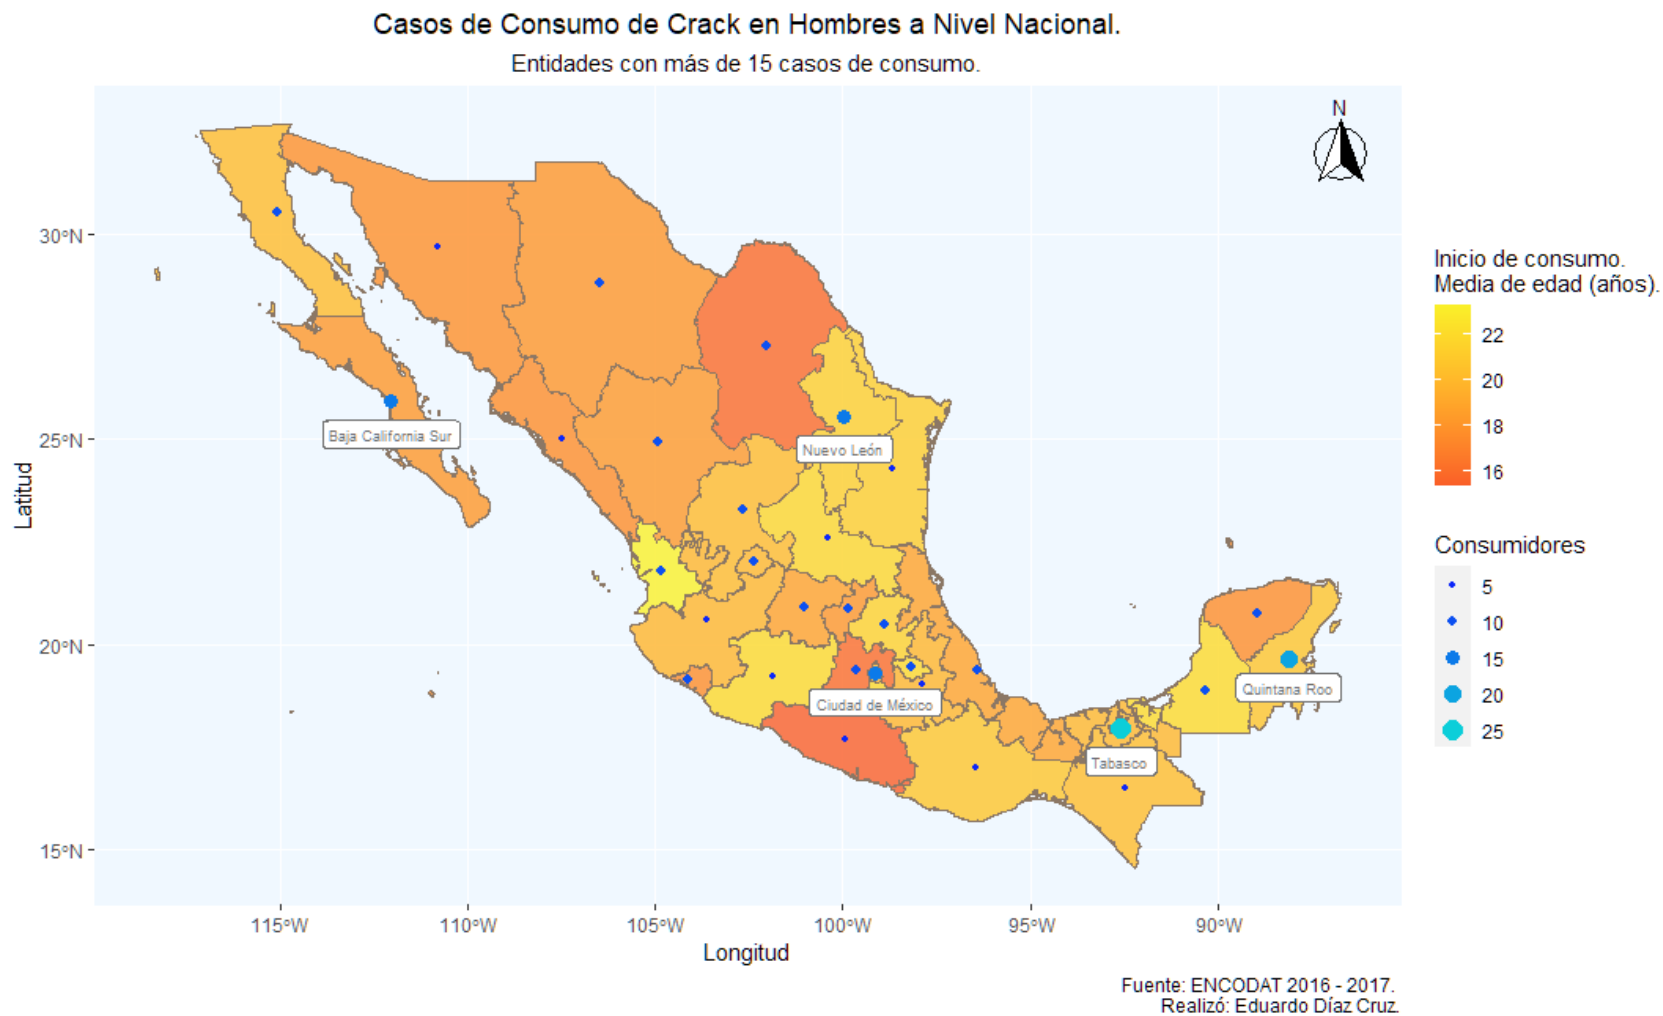 Casos de Consumo de Crack en Hombres a Nivel Nacional.
Entidades con más de 15 casos de consumo.
N
30°N
25°N
20°N
15°N
Latitud
Baja California Sur
Nuevo León
Ciudad de México
Quintana Roo
Tabasco
115°W
110°W
105°W
100°W
95°W
90°W
Longitud
Inicio de consumo.
Media de edad (años).
22
20
18
16
Consumidores
5
10
15
20
25
Fuente: ENCODAT 2016 - 2017.
Realizó: Eduardo Díaz Cruz.